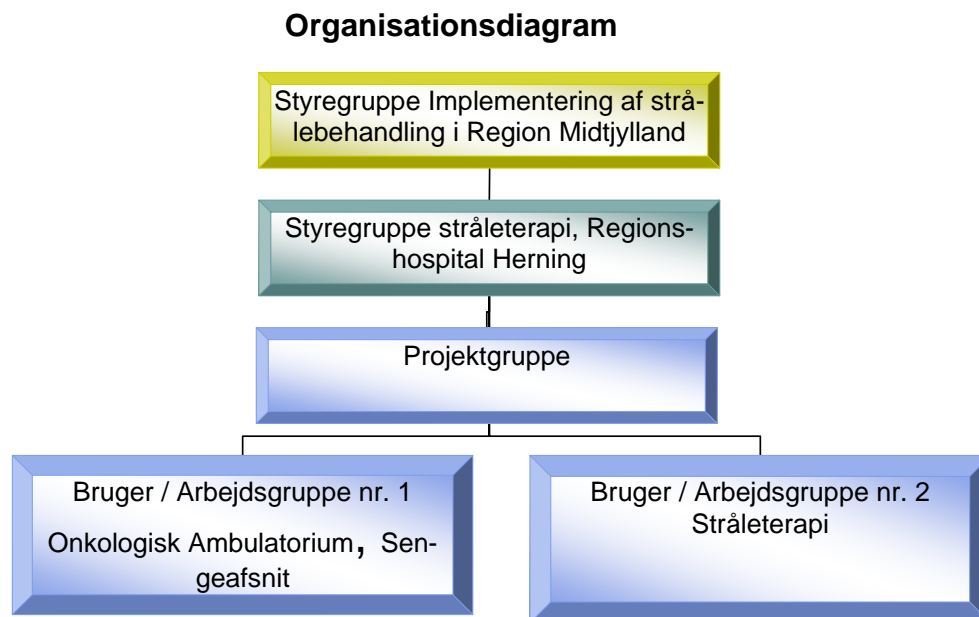 Organisationsdiagram
Styregruppe Implementering af strå-
lebehandling i Region Midtjylland
Styregruppe stråleterapi, Regions-
hospital Herning
Projektgruppe
Bruger / Arbejdsgruppe nr. 1
Onkologisk Ambulatorium, Sen-
geafsnit
Bruger / Arbejdsgruppe nr. 2
Stråleterapi